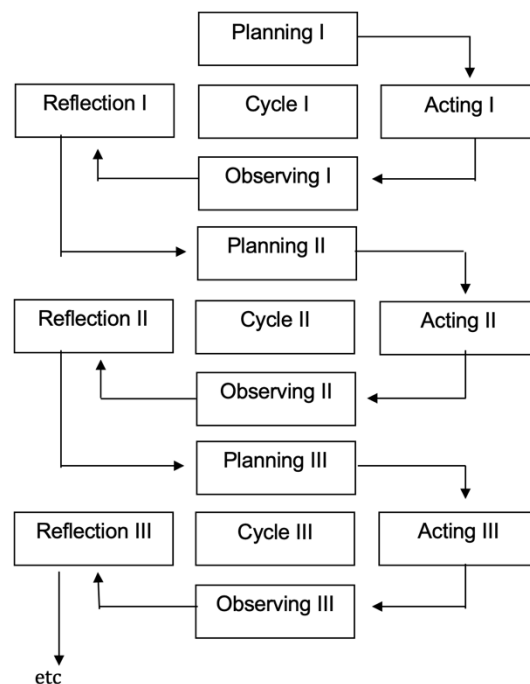 Planning I
Reflection I
Cycle I
Acting I
Observing I
Planning II
Reflection II
Cycle II
Acting II
Observing II
Planning III
Reflection III
Cycle III
Acting III
Observing III
etc